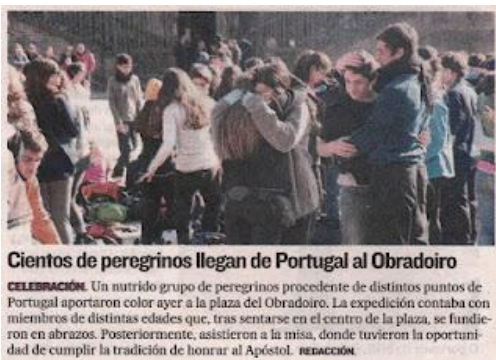 Cientos de peregrinos llegan de Portugal al Obradoiro
CELEBRACIÓN. Un nutrido grupo de peregrinos procedente de distintos puntos de
Portugal aportaron color ayer a la plaza del Obradoiro. La expedición contaba con
miembros de distintas edades que, tras sentarse en el centro de la plaza, se fundie-
ron en abrazos. Posteriormente, asistieron a la misa, donde tuvieron la oportuni-
dad de cumplir la tradición de honrar al Apóstol. REDACCIÓN